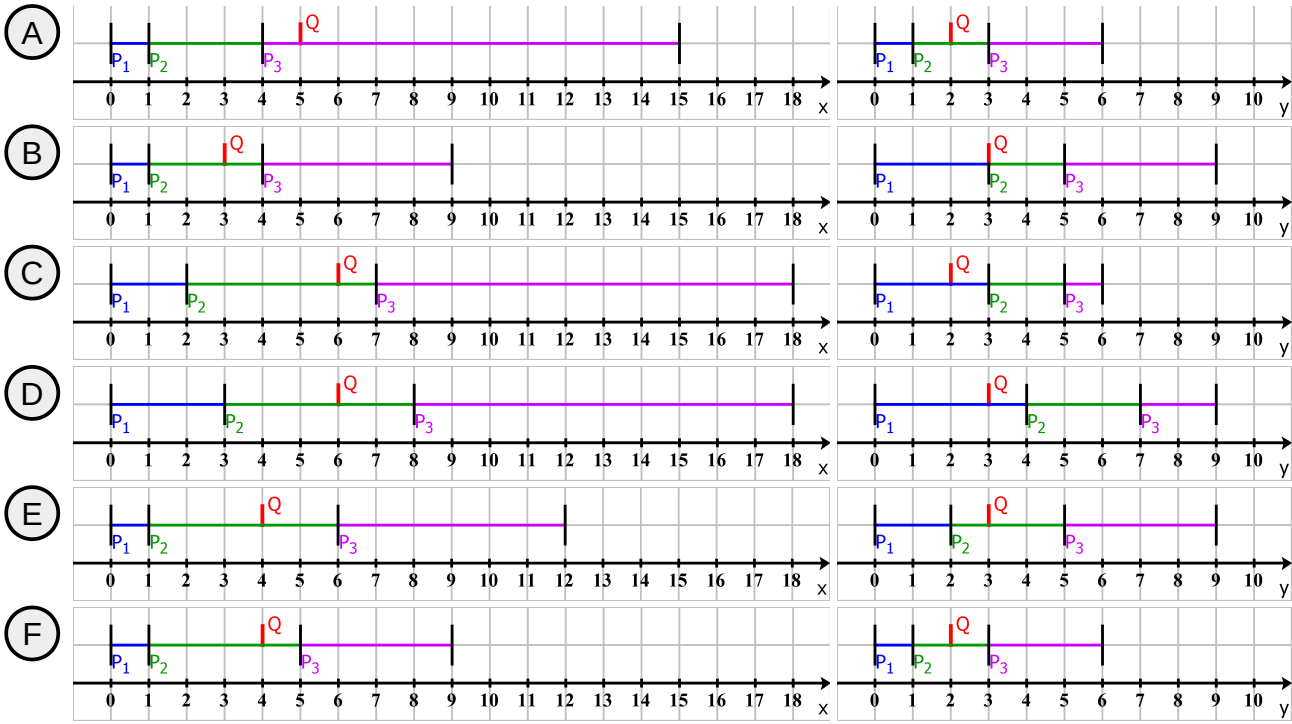 A Q Q
P1 P2 P3 P1 P2 P3
0 1 2 3 4 5 6 7 8 9 10 11 12 13 14 15 16 17 18 x 0 1 2 3 4 5 6 7 8 9 10 y
B Q Q
P1 P2 P3 P1 P2 P3
0 1 2 3 4 5 6 7 8 9 10 11 12 13 14 15 16 17 18 x 0 1 2 3 4 5 6 7 8 9 10 y
C Q Q
P1 P2 P3 P1 P2 P3
0 1 2 3 4 5 6 7 8 9 10 11 12 13 14 15 16 17 18 x 0 1 2 3 4 5 6 7 8 9 10 y
D Q Q
P1 P2 P3 P1 P2 P3
0 1 2 3 4 5 6 7 8 9 10 11 12 13 14 15 16 17 18 x 0 1 2 3 4 5 6 7 8 9 10 y
E Q Q
P1 P2 P3 P1 P2 P3
0 1 2 3 4 5 6 7 8 9 10 11 12 13 14 15 16 17 18 x 0 1 2 3 4 5 6 7 8 9 10 y
F Q Q
P1 P2 P3 P1 P2 P3
0 1 2 3 4 5 6 7 8 9 10 11 12 13 14 15 16 17 18 x 0 1 2 3 4 5 6 7 8 9 10 y